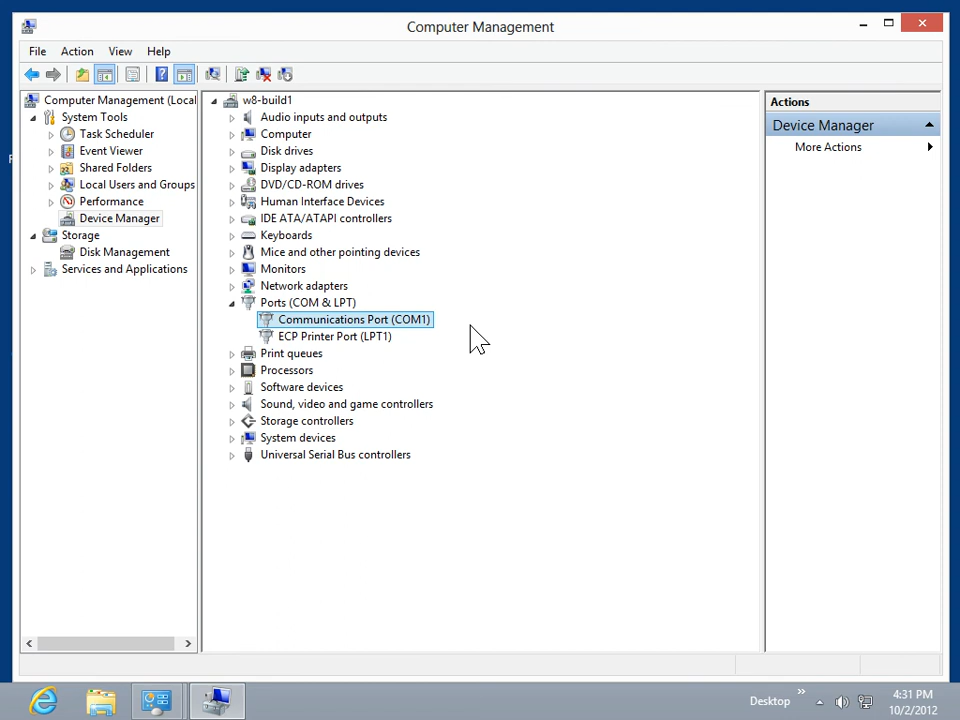 Computer Management
File Action View Help
Computer Management (Local
System Tools
Task Scheduler
Event Viewer
Shared Folders
Local Users and Groups
Performance
Device Manager
Storage
Disk Management
Services and Applications
w8-build1
Audio inputs and outputs
Computer
Disk drives
Display adapters
DVD/CD-ROM drives
Human Interface Devices
IDE ATA/ATAPI controllers
Keyboards
Mice and other pointing devices
Monitors
Network adapters
Ports (COM & LPT)
Communications Port (COM1)
ECP Printer Port (LPT1)
Print queues
Processors
Software devices
Sound, video and game controllers
Storage controllers
System devices
Universal Serial Bus controllers
Actions
Device Manager
More Actions
Desktop
4:31 PM
10/2/2012